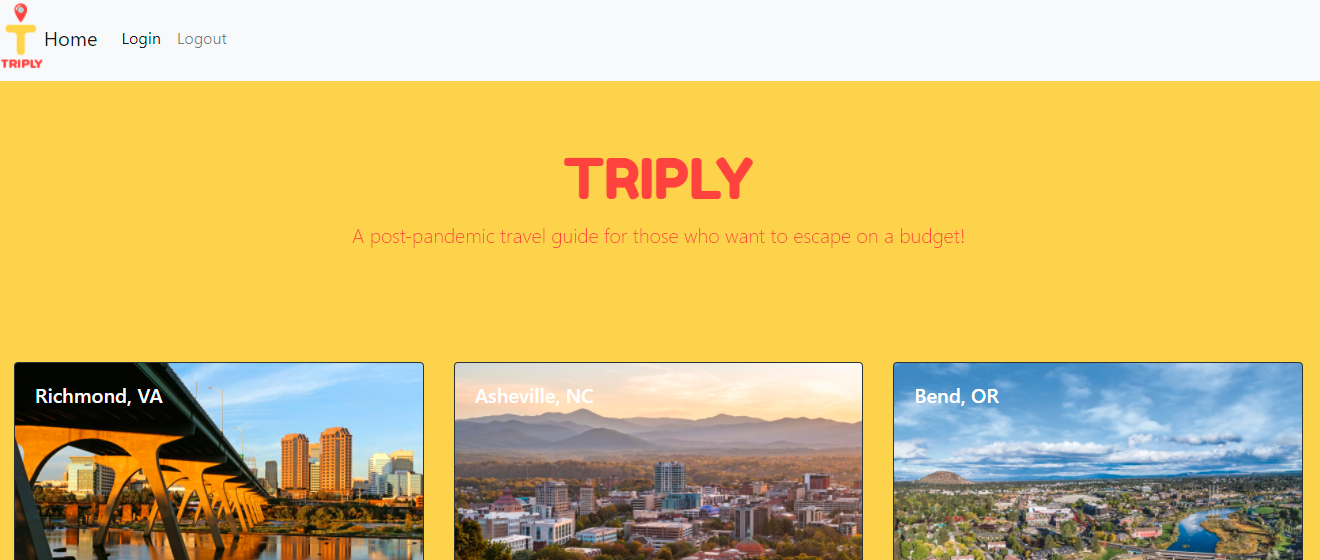 TRIPLY
Home Login Logout
TRIPLY
A post-pandemic travel guide for those who want to escape on a budget!
Richmond, VA
Asheville, NC
Bend, OR